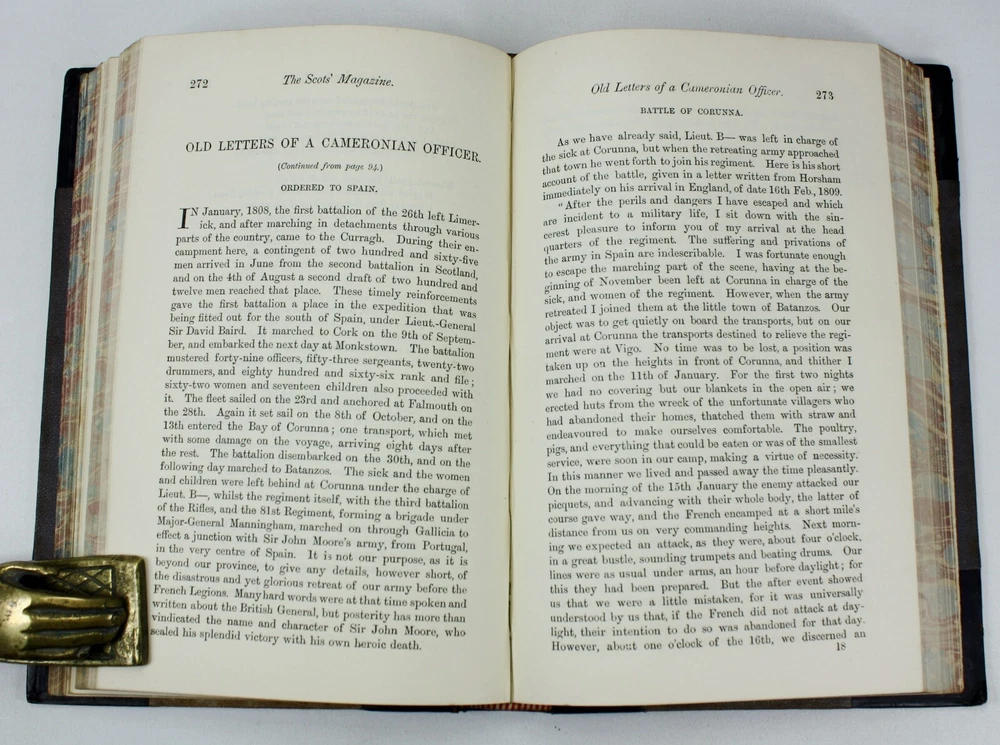 272
The Scots' Magazine.
OLD LETTERS OF A CAMERONIAN OFFICER.
(Continued from page 94.)
ORDERED TO SPAIN.
IN January, 1808, the first battalion of the 26th left Limer-
ick, and after marching in detachments through various
parts of the country, came to the Curragh. During their en-
campment here, a contingent of two hundred and sixty-five
men arrived in June from the second battalion in Scotland,
and on the 4th of August a second draft of two hundred and
twelve men reached that place. These timely reinforcements
gave the first battalion a place in the expedition that was
being fitted out for the south of Spain, under Lieut.-General
Sir David Baird. It marched to Cork on the 9th of Septem-
ber, and embarked the next day at Monkstown. The battalion
mustered forty-nine officers, fifty-three sergeants, twenty-two
drummers, and eighty hundred and sixty-six rank and file;
sixty-two women and seventeen children also proceeded with
it. The fleet sailed on the 23rd and anchored at Falmouth on
the 28th. Again it set sail on the 8th of October, and on the
13th entered the Bay of Corunna; one transport, which met
with some damage on the voyage, arriving eight days after
the rest. The battalion disembarked on the 30th, and on the
following day marched to Batanzos. The sick and the women
and children were left behind at Corunna under the charge of
Lieut. B—, whilst the regiment itself, with the third battalion
of the Rifles, and the 81st Regiment, forming a brigade under
Major-General Manningham, marched on through Gallicia to
effect a junction with Sir John Moore's army, from Portugal,
in the very centre of Spain. It is not our purpose, as it is
beyond our province, to give any details, however short, of
the disastrous and yet glorious retreat of our army before the
French Legions. Many hard words were at that time spoken and
written about the British General, but posterity has more than
vindicated the name and character of Sir John Moore, who
sealed his splendid victory with his own heroic death.
Old Letters of a Cameronian Officer.
273
BATTLE OF CORUNNA.
As we have already said, Lieut. B— was left in charge of
the sick at Corunna, but when the retreating army approached
that town he went forth to join his regiment. Here is his short
account of the battle, given in a letter written from Horsham
immediately on his arrival in England, of date 16th Feb., 1809.
"After the perils and dangers I have escaped and which
are incident to a military life, I sit down with the sin-
cerest pleasure to inform you of my arrival at the head
quarters of the regiment. The suffering and privations of
the army in Spain are indescribable. I was fortunate enough
to escape the marching part of the scene, having at the be-
ginning of November been left at Corunna in charge of the
sick, and women of the regiment. However, when the army
retreated I joined them at the little town of Batanzos. Our
object was to get quietly on board the transports, but on our
arrival at Corunna the transports destined to relieve the regi-
ment were at Vigo. No time was to be lost, a position was
taken up on the heights in front of Corunna, and thither I
marched on the 11th of January. For the first two nights
we had no covering but our blankets in the open air; we
erected huts from the wreck of the unfortunate villagers who
had abandoned their homes, thatched them with straw and
endeavoured to make ourselves comfortable. The poultry,
pigs, and everything that could be eaten or was of the smallest
service, were soon in our camp, making a virtue of necessity.
In this manner we lived and passed away the time pleasantly.
On the morning of the 15th January the enemy attacked our
picquets, and advancing with their whole body, the latter of
course gave way, and the French encamped at a short mile's
distance from us on very commanding heights. Next morn-
ing we expected an attack, as they were, about four o'clock,
in a great bustle, sounding trumpets and beating drums. Our
lines were as usual under arms, an hour before daylight; for
this they had been prepared. But the after event showed
us that we were a little mistaken, for it was universally
understood by us that, if the French did not attack at day-
light, their intention to do so was abandoned for that day.
However, about one o'clock of the 16th, we discerned an
18